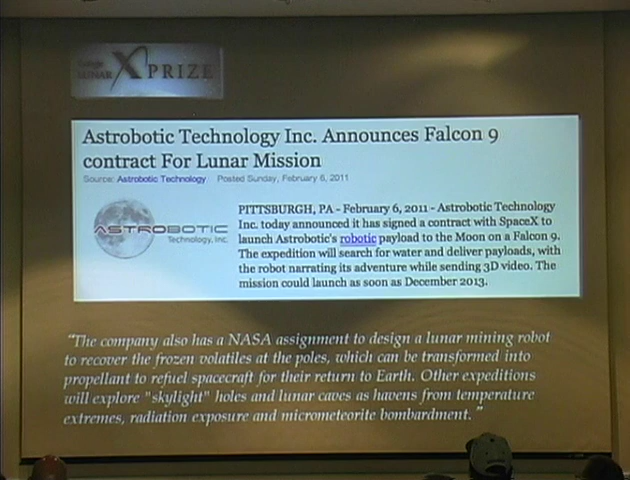 Google
LUNAR XPRIZE
Astrobotic Technology Inc. Announces Falcon 9
contract For Lunar Mission
Source: Astrobotic Technology Posted Sunday, February 6, 2011
ASTROBOTIC
Technology, Inc.
PITTSBURGH, PA - February 6, 2011 - Astrobotic Technology
Inc. today announced it has signed a contract with SpaceX to
launch Astrobotic's robotic payload to the Moon on a Falcon 9.
The expedition will search for water and deliver payloads, with
the robot narrating its adventure while sending 3D video. The
mission could launch as soon as December 2013.
"The company also has a NASA assignment to design a lunar mining robot
to recover the frozen volatiles at the poles, which can be transformed into
propellant to refuel spacecraft for their return to Earth. Other expeditions
will explore "skylight" holes and lunar caves as havens from temperature
extremes, radiation exposure and micrometeorite bombardment."